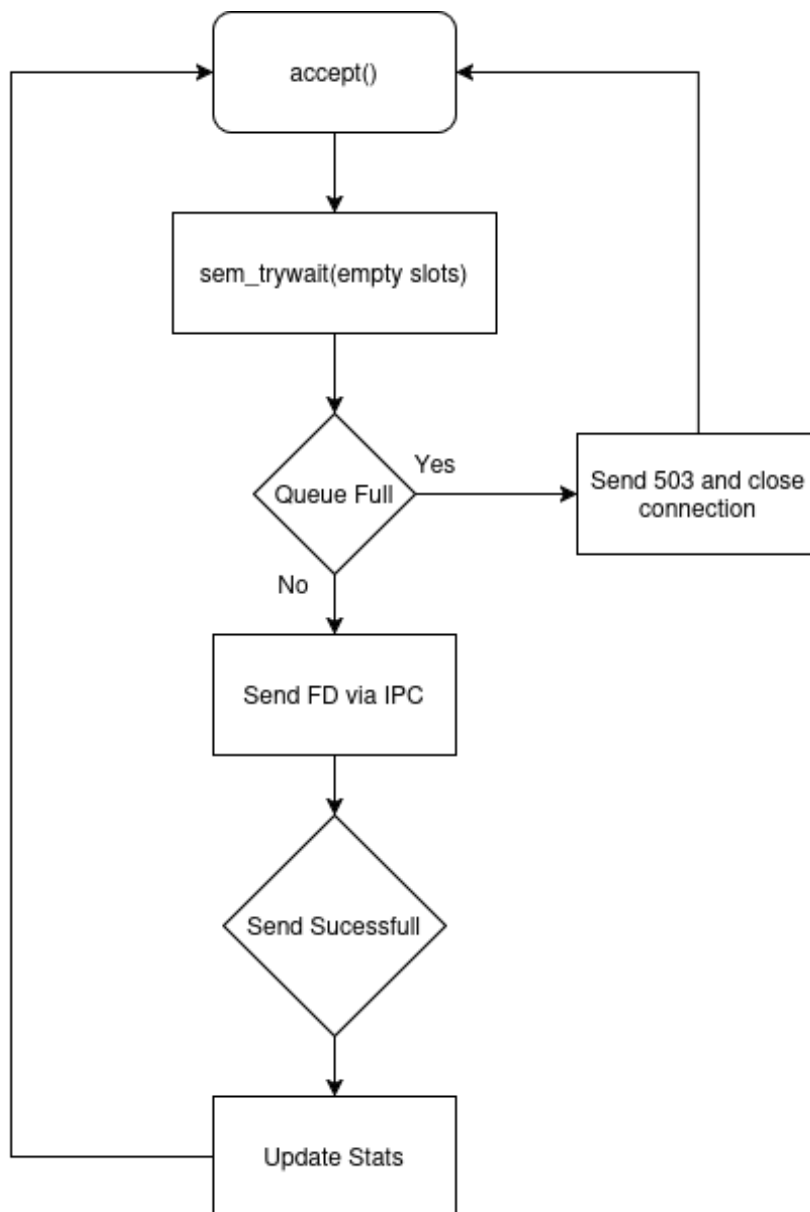 accept()
sem_trywait(empty slots)
Queue Full
Yes
Send 503 and close
connection
No
Send FD via IPC
Send Sucessfull
Update Stats